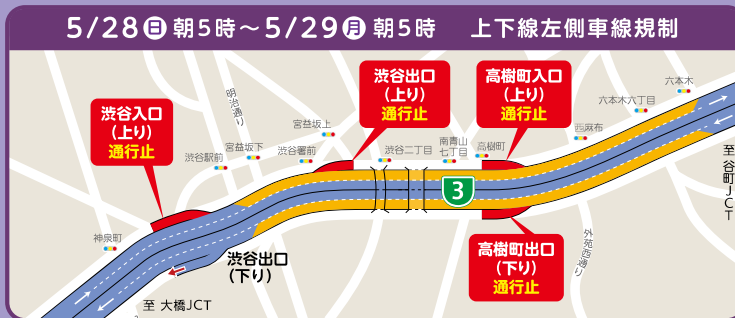 5/28日朝5時～5/29月朝5時 上下線左側車線規制
渋谷入口
(上り)
通行止
渋谷出口
(上り)
通行止
高樹町入口
(上り)
通行止
六本木
六本木六丁目
西麻布
明治通り
宮益坂上
宮益坂下
渋谷駅前
渋谷署前
渋谷二丁目
南青山
七丁目
高樹町
3
至谷町JCT
神泉町
渋谷出口
(下り)
高樹町出口
(下り)
通行止
外苑西通り
至 大橋JCT